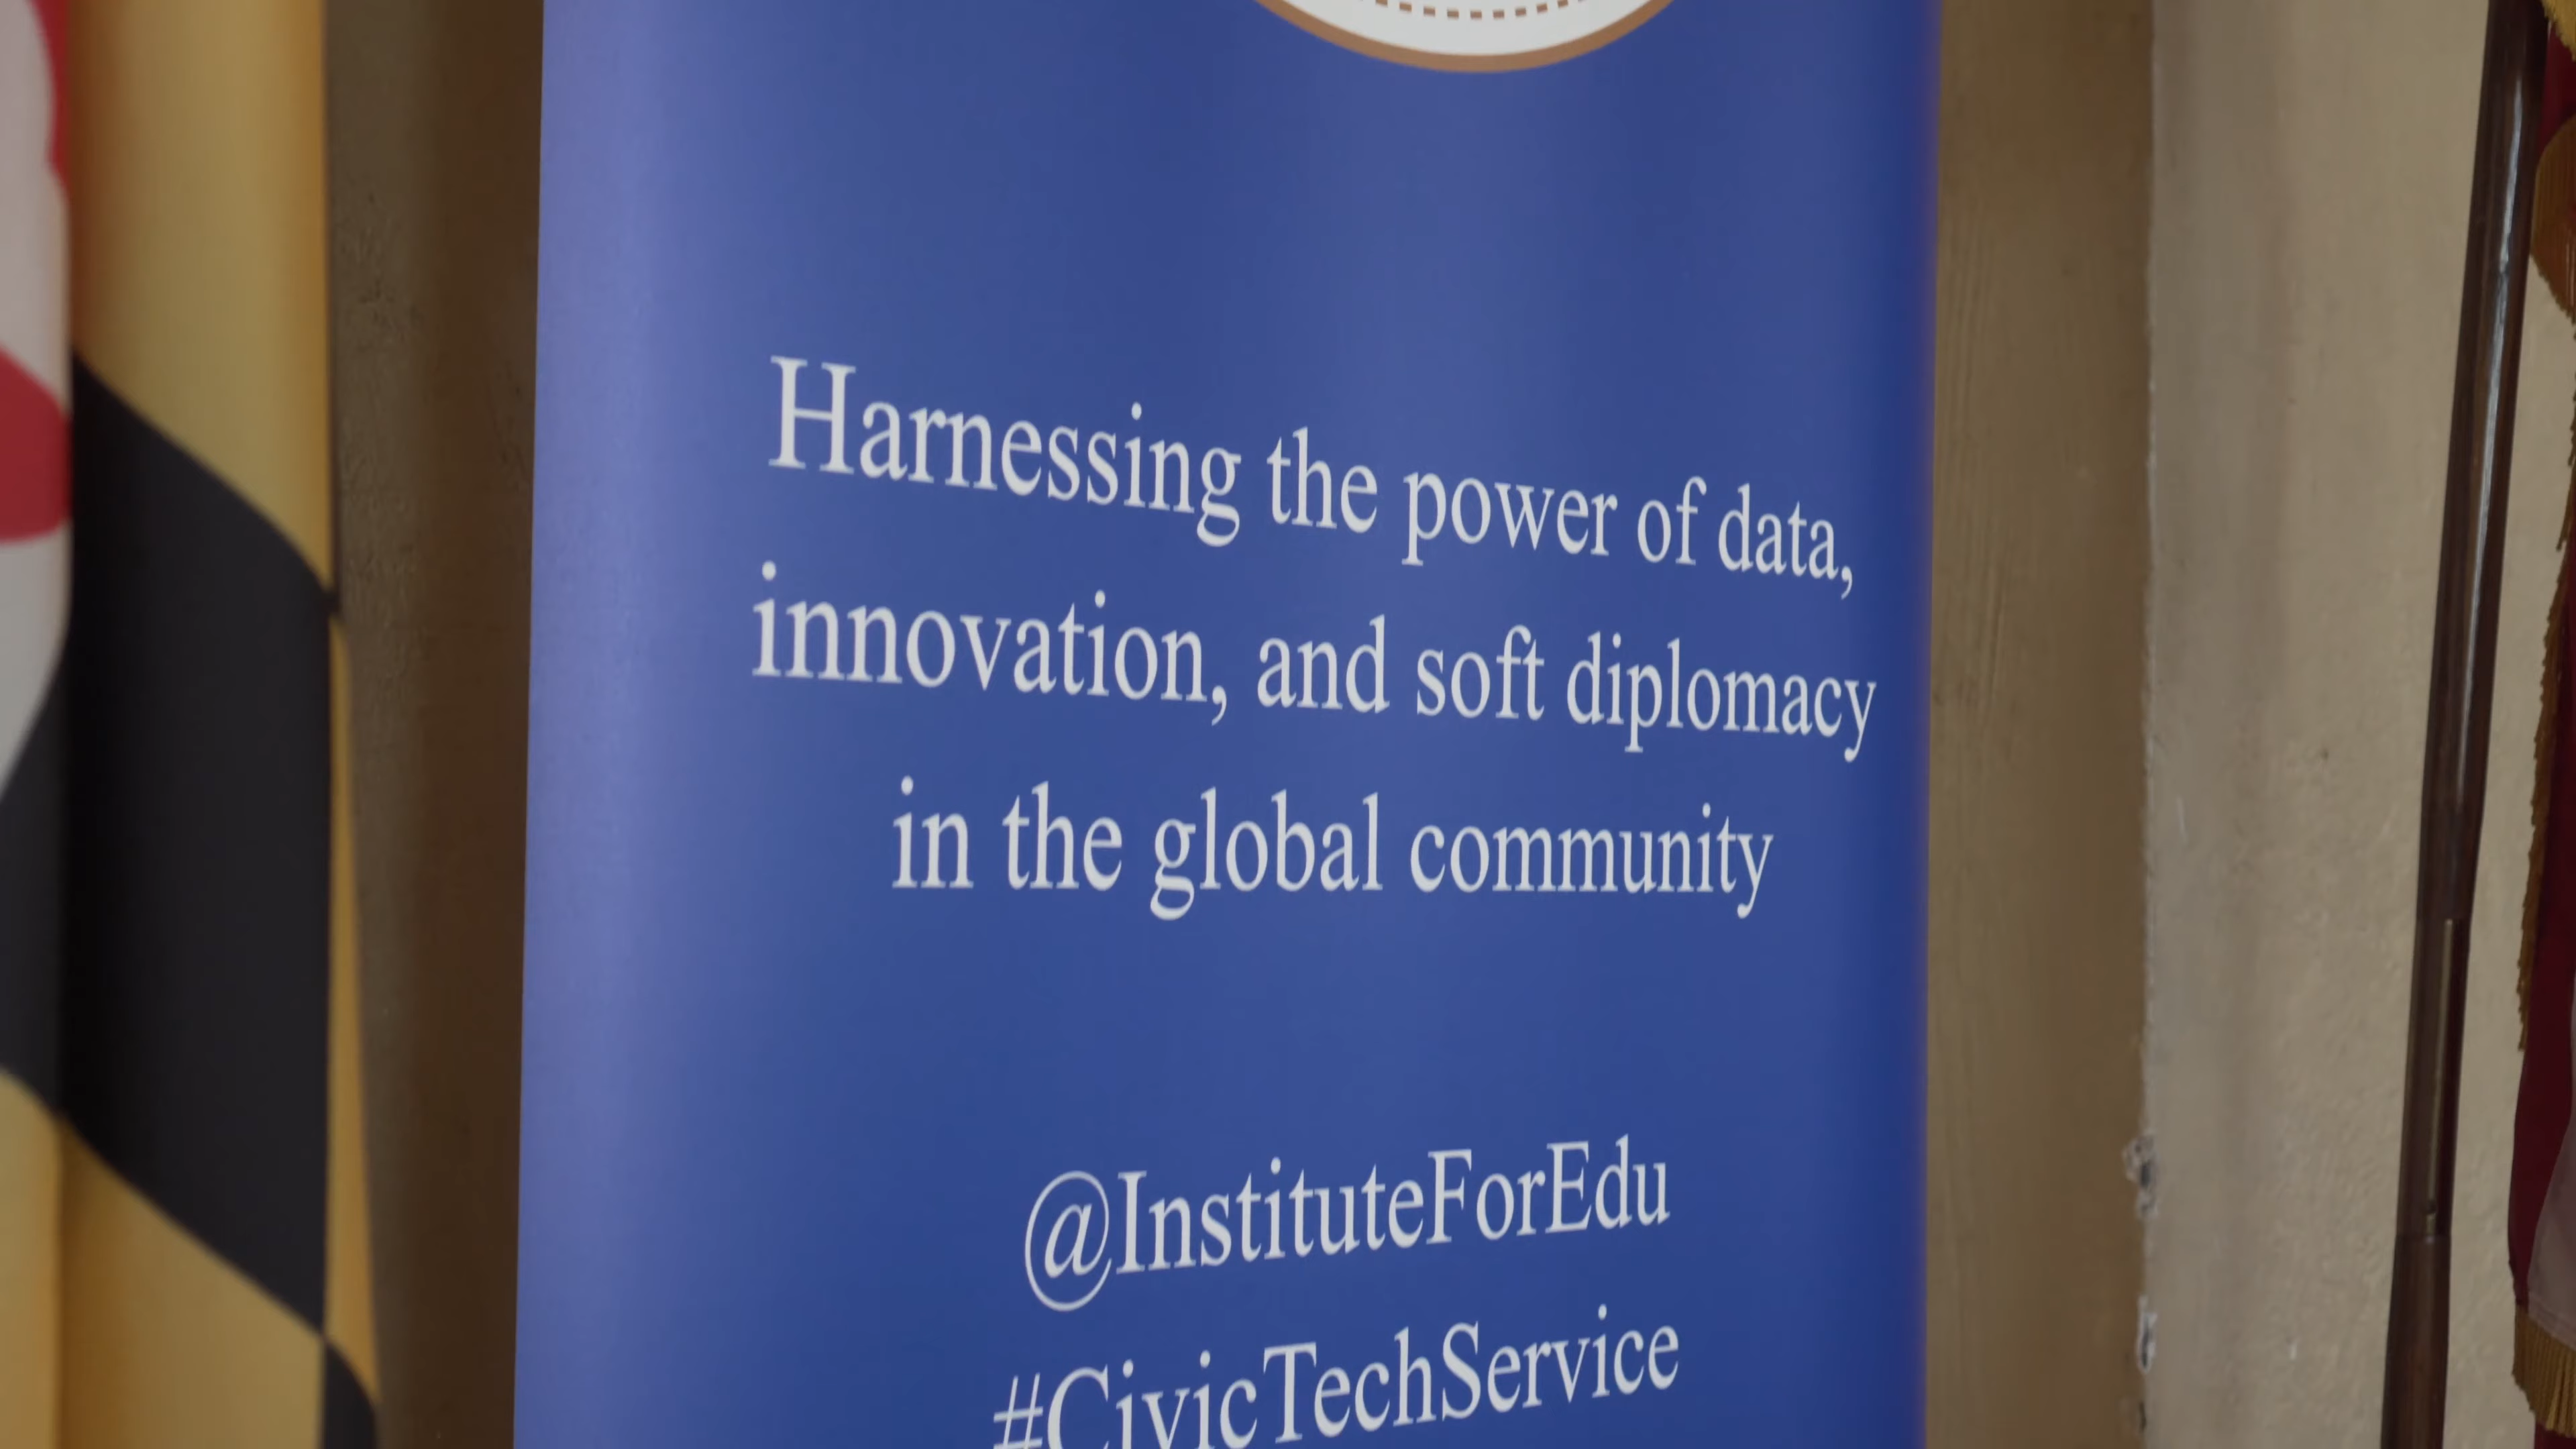 Harnessing the power of data,
innovation, and soft diplomacy
in the global community
@InstituteForEdu
#CivicTechService